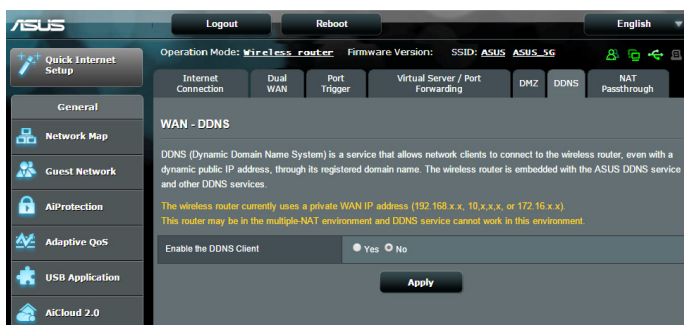 ASUS
Logout
Reboot
English
Quick Internet
Setup
Operation Mode: Wireless router Firmware Version: SSID: ASUS ASUS_5G
Internet
Connection
Dual
WAN
Port
Trigger
Virtual Server / Port
Forwarding
DMZ
DDNS
NAT
Passthrough
General
Network Map
Guest Network
AiProtection
Adaptive QoS
USB Application
AiCloud 2.0
WAN - DDNS
DDNS (Dynamic Domain Name System) is a service that allows network clients to connect to the wireless router, even with a
dynamic public IP address, through its registered domain name. The wireless router is embedded with the ASUS DDNS service
and other DDNS services.
The wireless router currently uses a private WAN IP address (192.168.x.x, 10,x,x,x, or 172.16.x.x).
This router may be in the multiple-NAT environment and DDNS service cannot work in this environment.
Enable the DDNS Client
Yes No
Apply